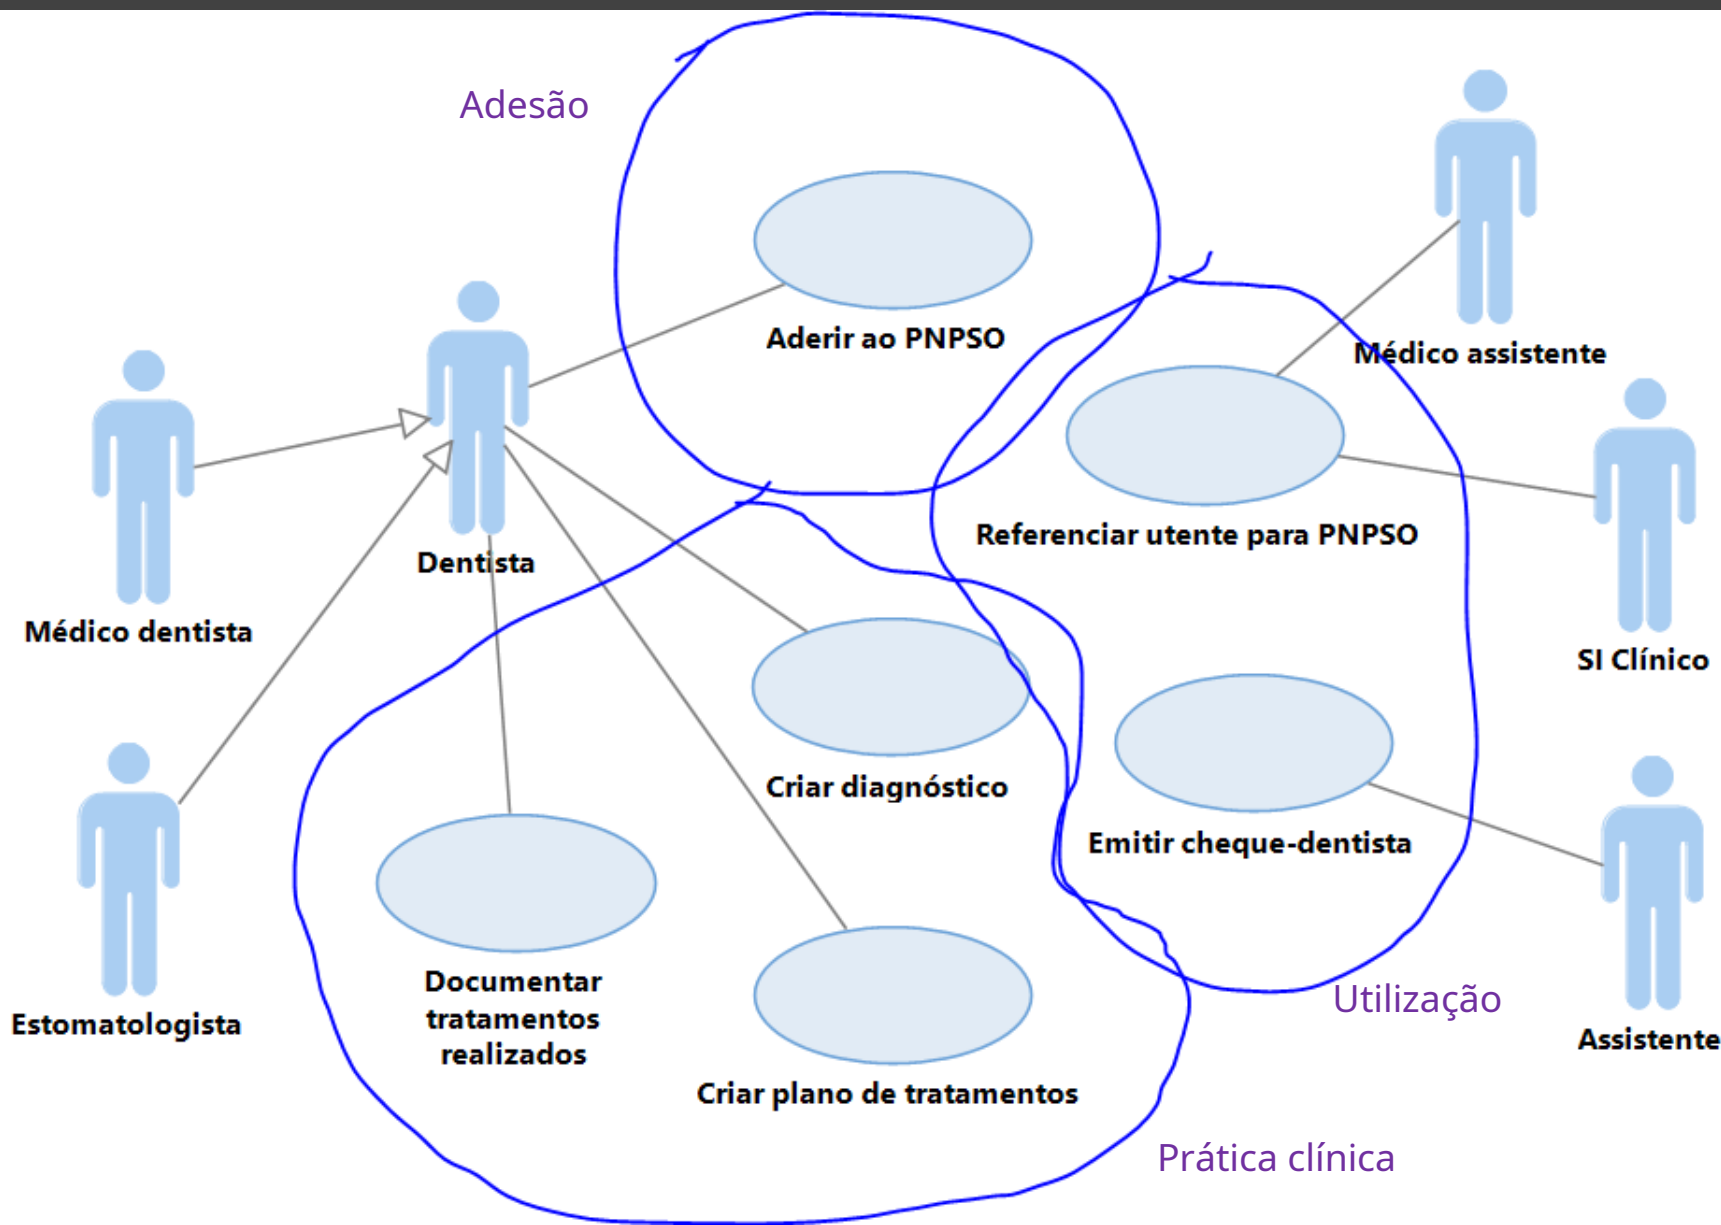 Adesão
Aderir ao PNPSO
Médico assistente
Referenciar utente para PNPSO
Dentista
Médico dentista
SI Clínico
Criar diagnóstico
Emitir cheque-dentista
Documentar
tratamentos
realizados
Utilização
Estomatologista
Assistente
Criar plano de tratamentos
Prática clínica